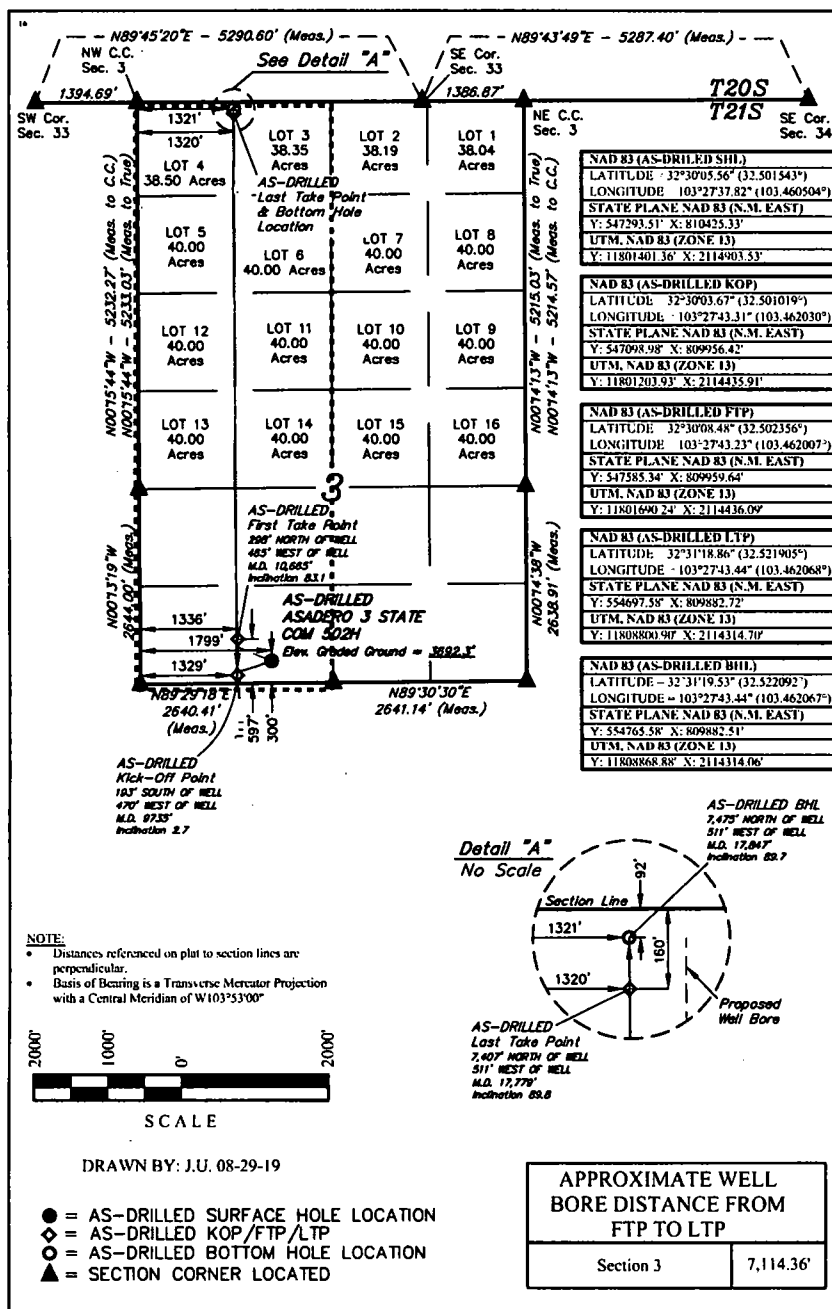 16
N89°45'20"E - 5290.60' (Meas.)
N89°43'49"E - 5287.40' (Meas.)
NW C.C.
Sec. 3
See Detail "A"
SE Cor.
Sec. 33
1394.69'
1386.87'
T20S
T21S
SW Cor.
Sec. 33
NE C.C.
Sec. 3
SE Cor.
Sec. 34
1321'
1320'
LOT 4
38.50 Acres
LOT 3
38.35
Acres
LOT 2
38.19
Acres
LOT 1
38.04
Acres
AS-DRILLED
Last Take Point
& Bottom Hole
Location
LOT 5
40.00
Acres
LOT 6
40.00 Acres
LOT 7
40.00
Acres
LOT 8
40.00
Acres
LOT 12
40.00
Acres
LOT 11
40.00
Acres
LOT 10
40.00
Acres
LOT 9
40.00
Acres
LOT 13
40.00
Acres
LOT 14
40.00
Acres
LOT 15
40.00
Acres
LOT 16
40.00
Acres
N00°15'44"W - 5232.27' (Meas. to C.C.)
N00°15'44"W - 5233.03' (Meas. to True)
N00°14'13"W - 5215.03' (Meas. to True)
N00°14'13"W - 5214.57' (Meas. to C.C.)
3
N00°13'19"W
2644.00' (Meas.)
N00°14'38"W
2638.91' (Meas.)
AS-DRILLED
First Take Point
298' NORTH OF WELL
465' WEST OF WELL
M.D. 10,665'
Inclination 83.1
AS-DRILLED
ASADERO 3 STATE
COM 502H
Elev. Graded Ground = 3692.3'
1336'
1799'
1329'
N89°29'18"E
2640.41'
(Meas.)
N89°30'30"E
2641.14' (Meas.)
597'
300'
AS-DRILLED
Kick-Off Point
193' SOUTH OF WELL
470' WEST OF WELL
M.D. 9735'
Inclination 2.7
NAD 83 (AS-DRILED SHL)
LATITUDE - 32°30'05.56" (32.501543°)
LONGITUDE 103°27'37.82" (103.460504°)
STATE PLANE NAD 83 (N.M. EAST)
Y: 547293.51' X: 810425.33'
UTM, NAD 83 (ZONE 13)
Y: 11801401.36' X: 2114903.53'
NAD 83 (AS-DRILLED KOP)
LATITUDE 32°30'03.67" (32.501019°)
LONGITUDE - 103°27'43.31" (103.462030°)
STATE PLANE NAD 83 (N.M. EAST)
Y: 547098.98' X: 809956.42'
UTM, NAD 83 (ZONE 13)
Y: 11801203.93' X: 2114435.91'
NAD 83 (AS-DRILLED FTP)
LATITUDE 32°30'08.48" (32.502356°)
LONGITUDE 103°27'43.23" (103.462007°)
STATE PLANE NAD 83 (N.M. EAST)
Y: 547585.34' X: 809959.64'
UTM, NAD 83 (ZONE 13)
Y: 11801690.24' X: 2114436.09'
NAD 83 (AS-DRILLED LTP)
LATITUDE 32°31'18.86" (32.521905°)
LONGITUDE - 103°27'43.44" (103.462068°)
STATE PLANE NAD 83 (N.M. EAST)
Y: 554697.58' X: 809882.72'
UTM, NAD 83 (ZONE 13)
Y: 11808800.90' X: 2114314.70'
NAD 83 (AS-DRILLED BHL)
LATITUDE - 32°31'19.53" (32.522092°)
LONGITUDE - 103°27'43.44" (103.462067°)
STATE PLANE NAD 83 (N.M. EAST)
Y: 554765.58' X: 809882.51'
UTM, NAD 83 (ZONE 13)
Y: 11808868.88' X: 2114314.06'
AS-DRILLED BHL
7,475' NORTH OF WELL
511' WEST OF WELL
M.D. 17,847'
Inclination 89.7
Detail "A"
No Scale
92'
Section Line
1321'
160'
1320'
Proposed
Well Bore
AS-DRILLED
Last Take Point
7,407' NORTH OF WELL
511' WEST OF WELL
M.D. 17,779'
Inclination 89.8
NOTE:
• Distances referenced on plat to section lines are
perpendicular.
• Basis of Bearing is a Transverse Mercator Projection
with a Central Meridian of W103°53'00"
2000'
1000'
0'
2000'
SCALE
DRAWN BY: J.U. 08-29-19
● = AS-DRILLED SURFACE HOLE LOCATION
◇ = AS-DRILLED KOP/FTP/LTP
○ = AS-DRILLED BOTTOM HOLE LOCATION
▲ = SECTION CORNER LOCATED
APPROXIMATE WELL
BORE DISTANCE FROM
FTP TO LTP
Section 3
7,114.36'